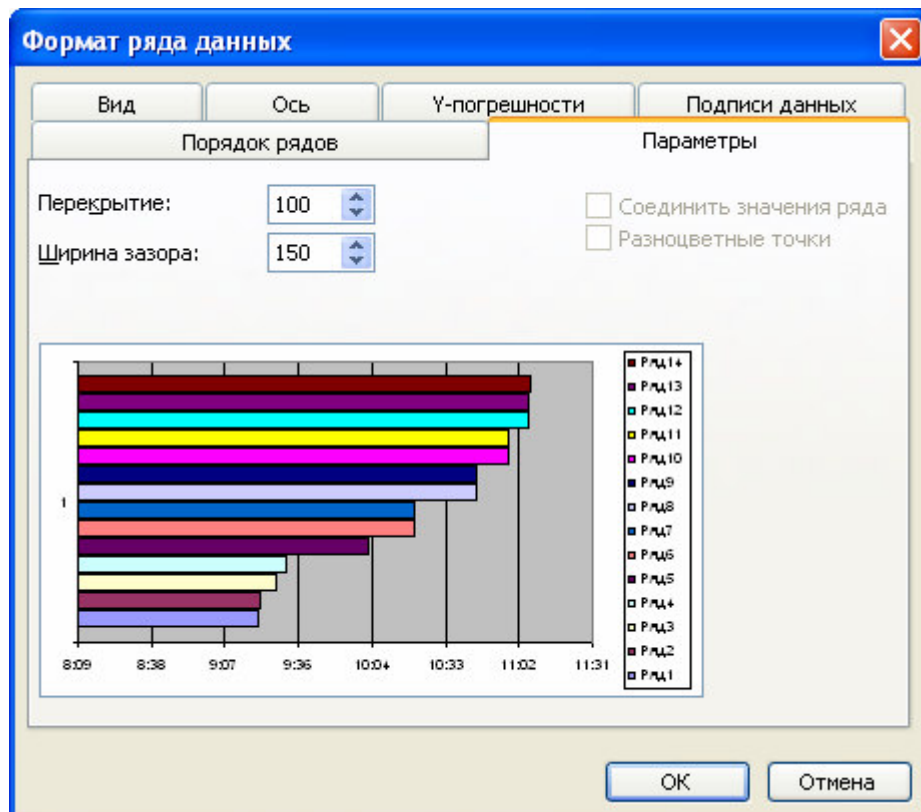 Формат ряда данных
Вид Ось Y-погрешности Подписи данных
Порядок рядов Параметры
Перекрытие: 100
Ширина зазора: 150
Соединить значения ряда
Разноцветные точки
Ряд14
Ряд13
Ряд12
Ряд11
Ряд10
Ряд9
Ряд8
Ряд7
Ряд6
Ряд5
Ряд4
Ряд3
Ряд2
Ряд1
1
8:09 8:38 9:07 9:36 10:04 10:33 11:02 11:31
ОК Отмена